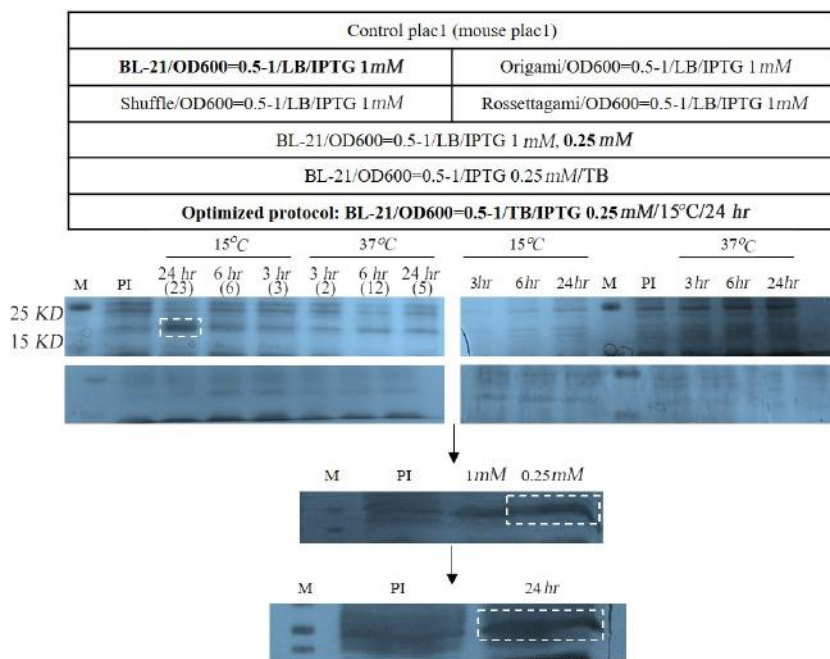 Control plac1 (mouse plac1)
BL-21/OD600=0.5-1/LB/IPTG 1mM Origami/OD600=0.5-1/LB/IPTG 1mM
Shuffle/OD600=0.5-1/LB/IPTG 1mM Rossettagami/OD600=0.5-1/LB/IPTG 1mM
BL-21/OD600=0.5-1/LB/IPTG 1 mM, 0.25 mM
BL-21/OD600=0.5-1/IPTG 0.25 mM/TB
Optimized protocol: BL-21/OD600=0.5-1/TB/IPTG 0.25 mM/15°C/24 hr
15°C 37°C 15°C 37°C
M PI 24 hr 6 hr 3 hr 3 hr 6 hr 24 hr 3hr 6hr 24hr M PI 3hr 6hr 24hr
(23) (6) (3) (2) (12) (5)
25 KD
15 KD
M PI 1mM 0.25mM
M PI 24 hr